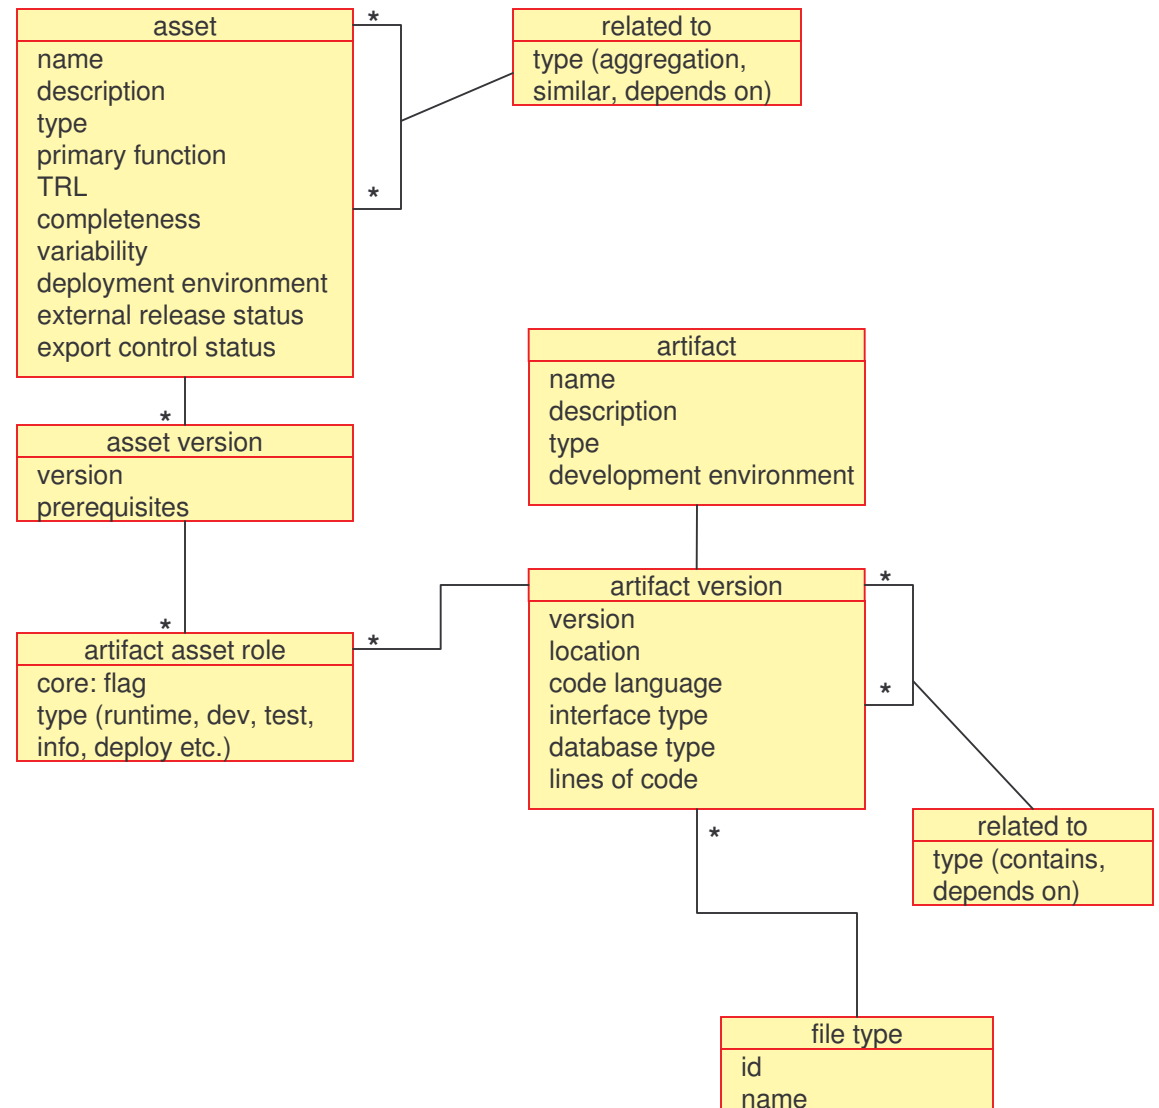 asset
name
description
type
primary function
TRL
completeness
variability
deployment environment
external release status
export control status
*
*
related to
type (aggregation,
similar, depends on)
*
asset version
version
prerequisites
*
artifact asset role
core: flag
type (runtime, dev, test,
info, deploy etc.)
*
artifact
name
description
type
development environment
artifact version
version
location
code language
interface type
database type
lines of code
*
*
*
related to
type (contains,
depends on)
file type
id
name